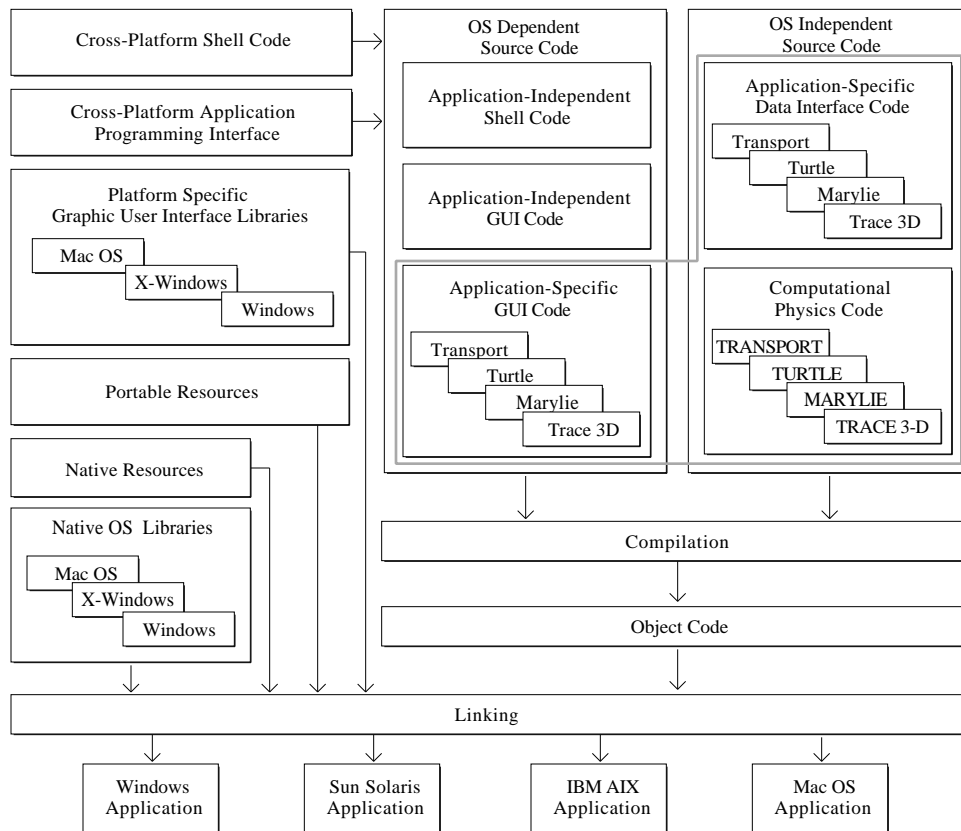 Cross-Platform Shell Code
Cross-Platform Application
Programming Interface
Platform Specific
Graphic User Interface Libraries
Mac OS
X-Windows
Windows
Portable Resources
Native Resources
Native OS Libraries
Mac OS
X-Windows
Windows
OS Dependent
Source Code
Application-Independent
Shell Code
Application-Independent
GUI Code
Application-Specific
GUI Code
Transport
Turtle
Marylie
Trace 3D
OS Independent
Source Code
Application-Specific
Data Interface Code
Transport
Turtle
Marylie
Trace 3D
Computational
Physics Code
TRANSPORT
TURTLE
MARYLIE
TRACE 3-D
Compilation
Object Code
Linking
Windows
Application
Sun Solaris
Application
IBM AIX
Application
Mac OS
Application